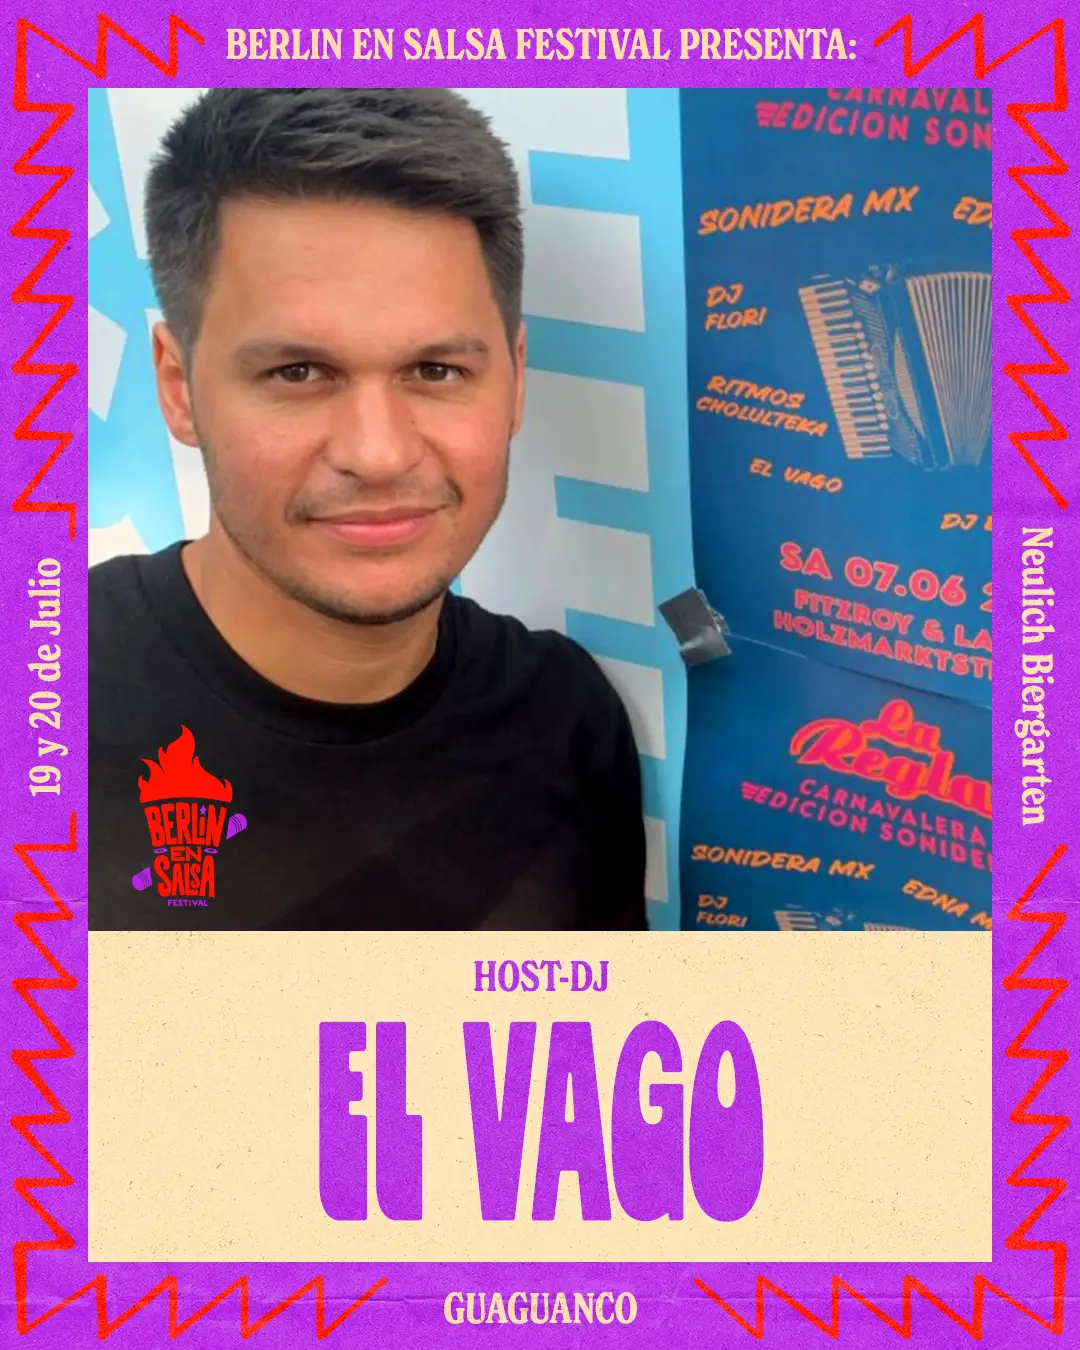 BERLIN EN SALSA FESTIVAL PRESENTA:
19 y 20 de Julio
Neulich Biergarten
CARNAVAL
EDICION SON
SONIDERA MX
DJ
FLORI
RITMOS
CHOLULTEKA
EL VAGO
DJ
SA 07.06
FITZROY & LA
HOLZMARKTST
La
Regla
CARNAVALERA
EDICION SONIDE
SONIDERA MX
EDNA M
DJ
FLORI
BERLIN
EN
SALSA
FESTIVAL
HOST-DJ
EL VAGO
GUAGUANCO